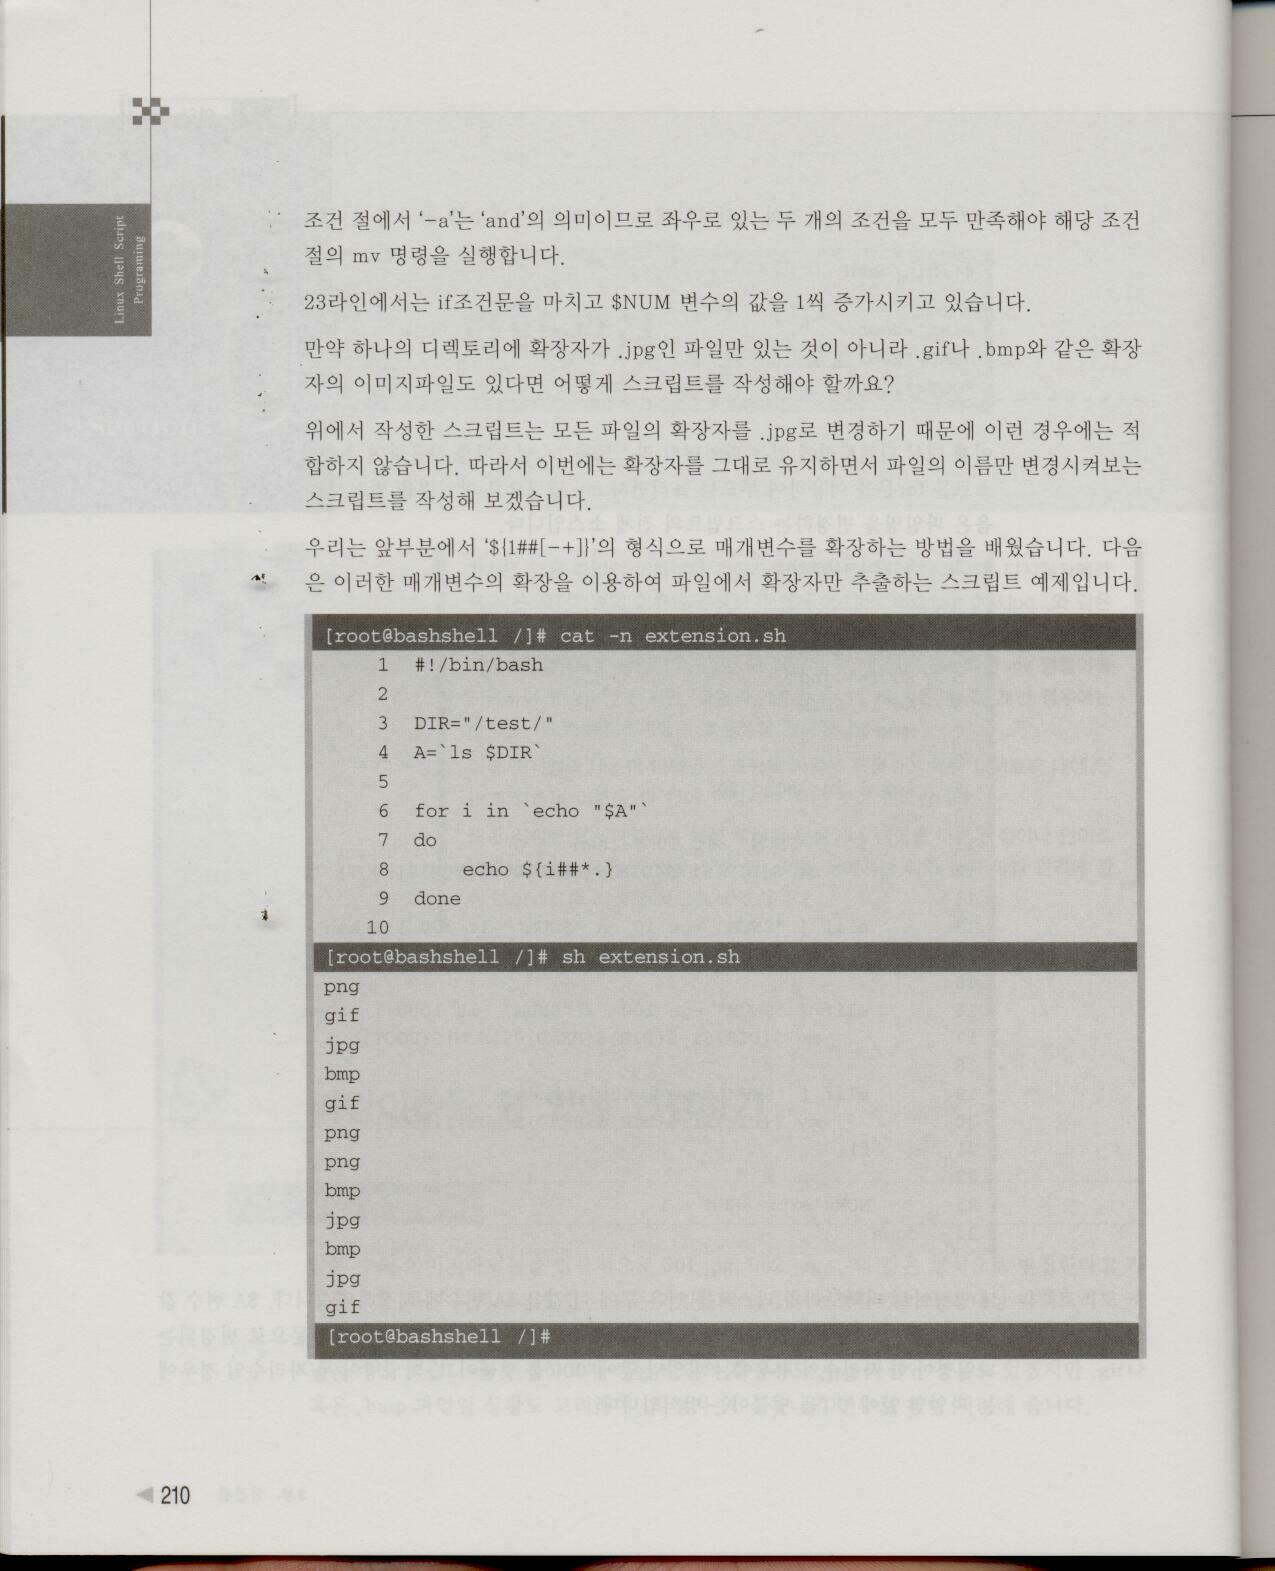 Linux Shell Script
Programing
조건 절에서 ‘-a’는 ‘and’의 의미이므로 좌우로 있는 두 개의 조건을 모두 만족해야 해당 조건
절의 mv 명령을 실행합니다.
23라인에서는 if조건문을 마치고 $NUM 변수의 값을 1씩 증가시키고 있습니다.
만약 하나의 디렉토리에 확장자가 .jpg인 파일만 있는 것이 아니라 .gif나 .bmp와 같은 확장
자의 이미지파일도 있다면 어떻게 스크립트를 작성해야 할까요?
위에서 작성한 스크립트는 모든 파일의 확장자를 .jpg로 변경하기 때문에 이런 경우에는 적
합하지 않습니다. 따라서 이번에는 확장자를 그대로 유지하면서 파일의 이름만 변경시켜보는
스크립트를 작성해 보겠습니다.
우리는 앞부분에서 ‘${1##[-+]}’의 형식으로 매개변수를 확장하는 방법을 배웠습니다. 다음
은 이러한 매개변수의 확장을 이용하여 파일에서 확장자만 추출하는 스크립트 예제입니다.
[root@bashshell /]# cat -n extension.sh
1 #!/bin/bash
2
3 DIR="/test/"
4 A=`ls $DIR`
5
6 for i in `echo "$A"`
7 do
8 echo ${i##*.}
9 done
10
[root@bashshell /]# sh extension.sh
png
gif
jpg
bmp
gif
png
png
bmp
jpg
bmp
jpg
gif
[root@bashshell /]#
210